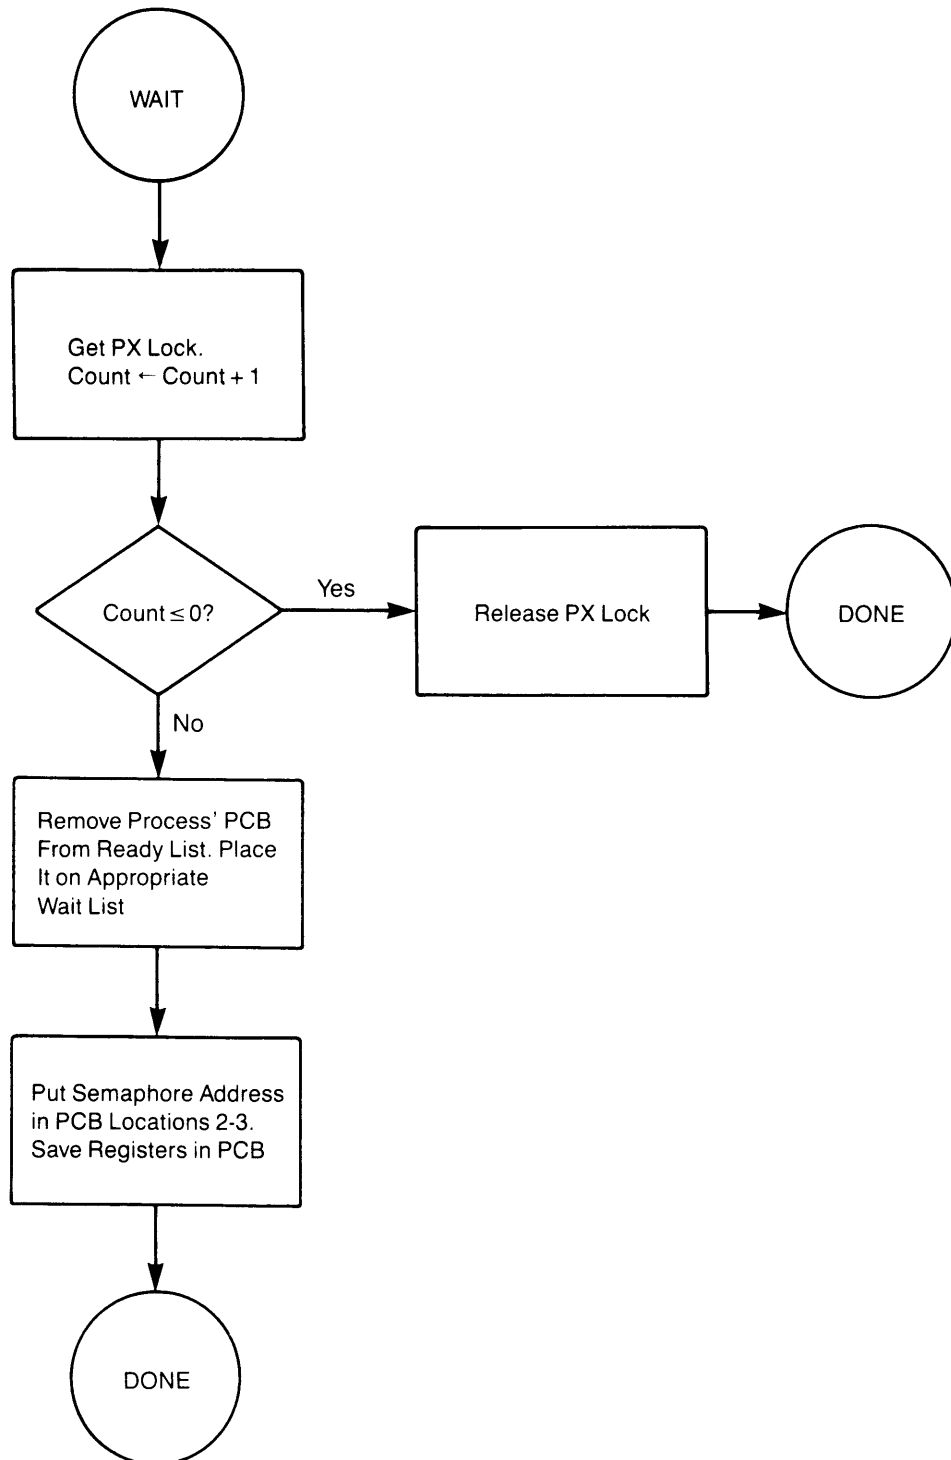 WAIT
Get PX Lock.
Count ← Count + 1
Count ≤ 0?
Yes
Release PX Lock
DONE
No
Remove Process' PCB
From Ready List. Place
It on Appropriate
Wait List
Put Semaphore Address
in PCB Locations 2-3.
Save Registers in PCB
DONE